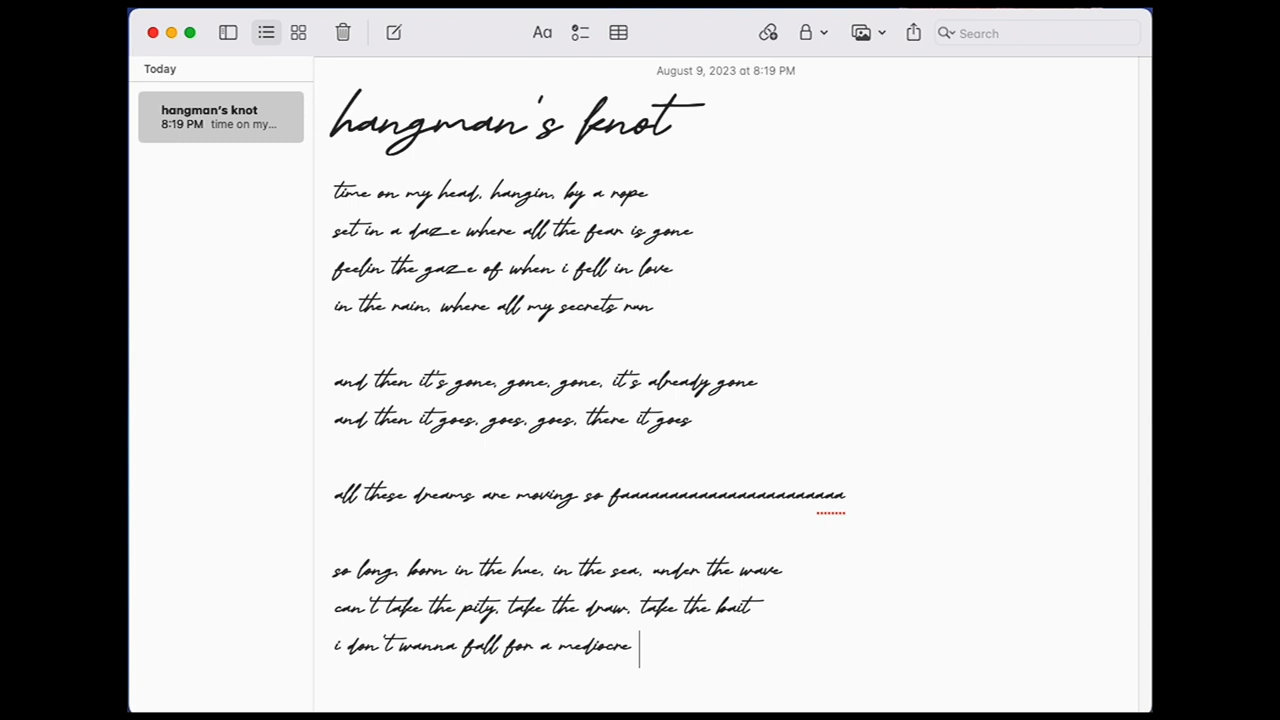 Aa
Search
Today
August 9, 2023 at 8:19 PM
hangman's knot
8:19 PM time on my...
hangman's knot
time on my head, hangin, by a rope
set in a daze where all the fear is gone
feelin the gaze of when i fell in love
in the rain, where all my secrets ran
and then it's gone, gone, gone, it's already gone
and then it goes, goes, goes, there it goes
all these dreams are moving so faaaaaaaaaaaaaaaaaaaaaaa
so long, born in the hue, in the sea, under the wave
can't take the pity, take the draw, take the bait
i don't wanna fall for a mediocre